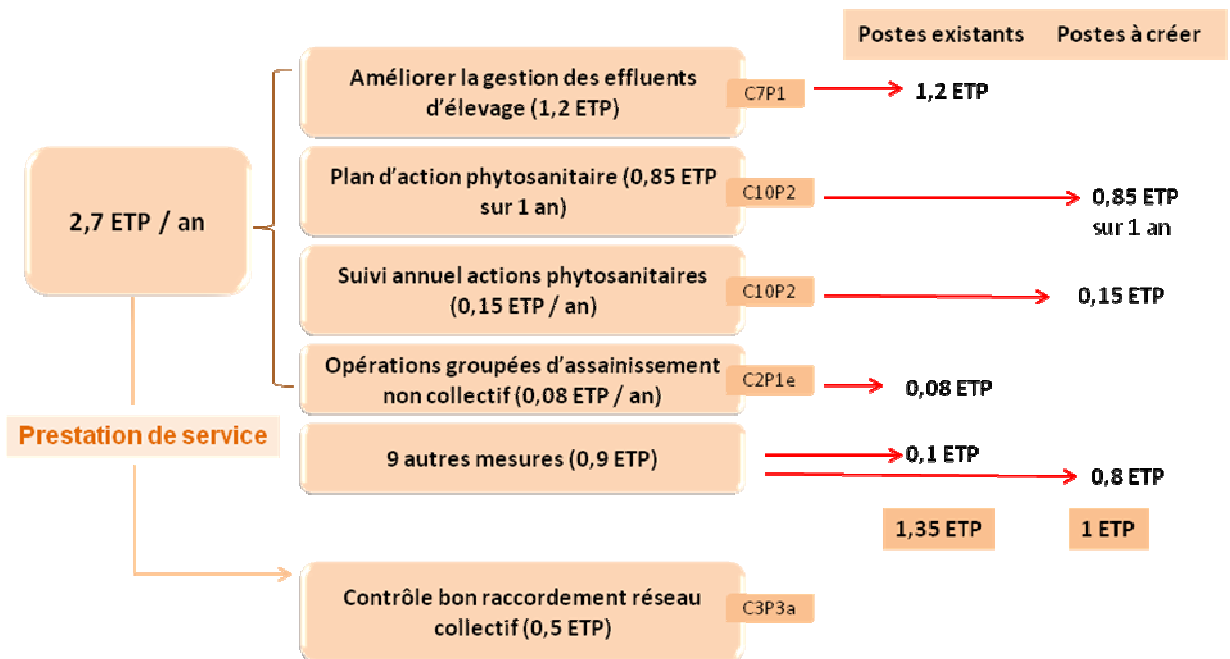 Postes existants
Postes à créer
Améliorer la gestion des effluents
d'élevage (1,2 ETP)
C7P1
1,2 ETP
Plan d'action phytosanitaire (0,85 ETP
sur 1 an)
C10P2
0,85 ETP
sur 1 an
2,7 ETP / an
Suivi annuel actions phytosanitaires
(0,15 ETP / an)
C10P2
0,15 ETP
Opérations groupées d'assainissement
non collectif (0,08 ETP / an)
C2P1e
0,08 ETP
Prestation de service
9 autres mesures (0,9 ETP)
0,1 ETP
0,8 ETP
1,35 ETP
1 ETP
Contrôle bon raccordement réseau
collectif (0,5 ETP)
C3P3a